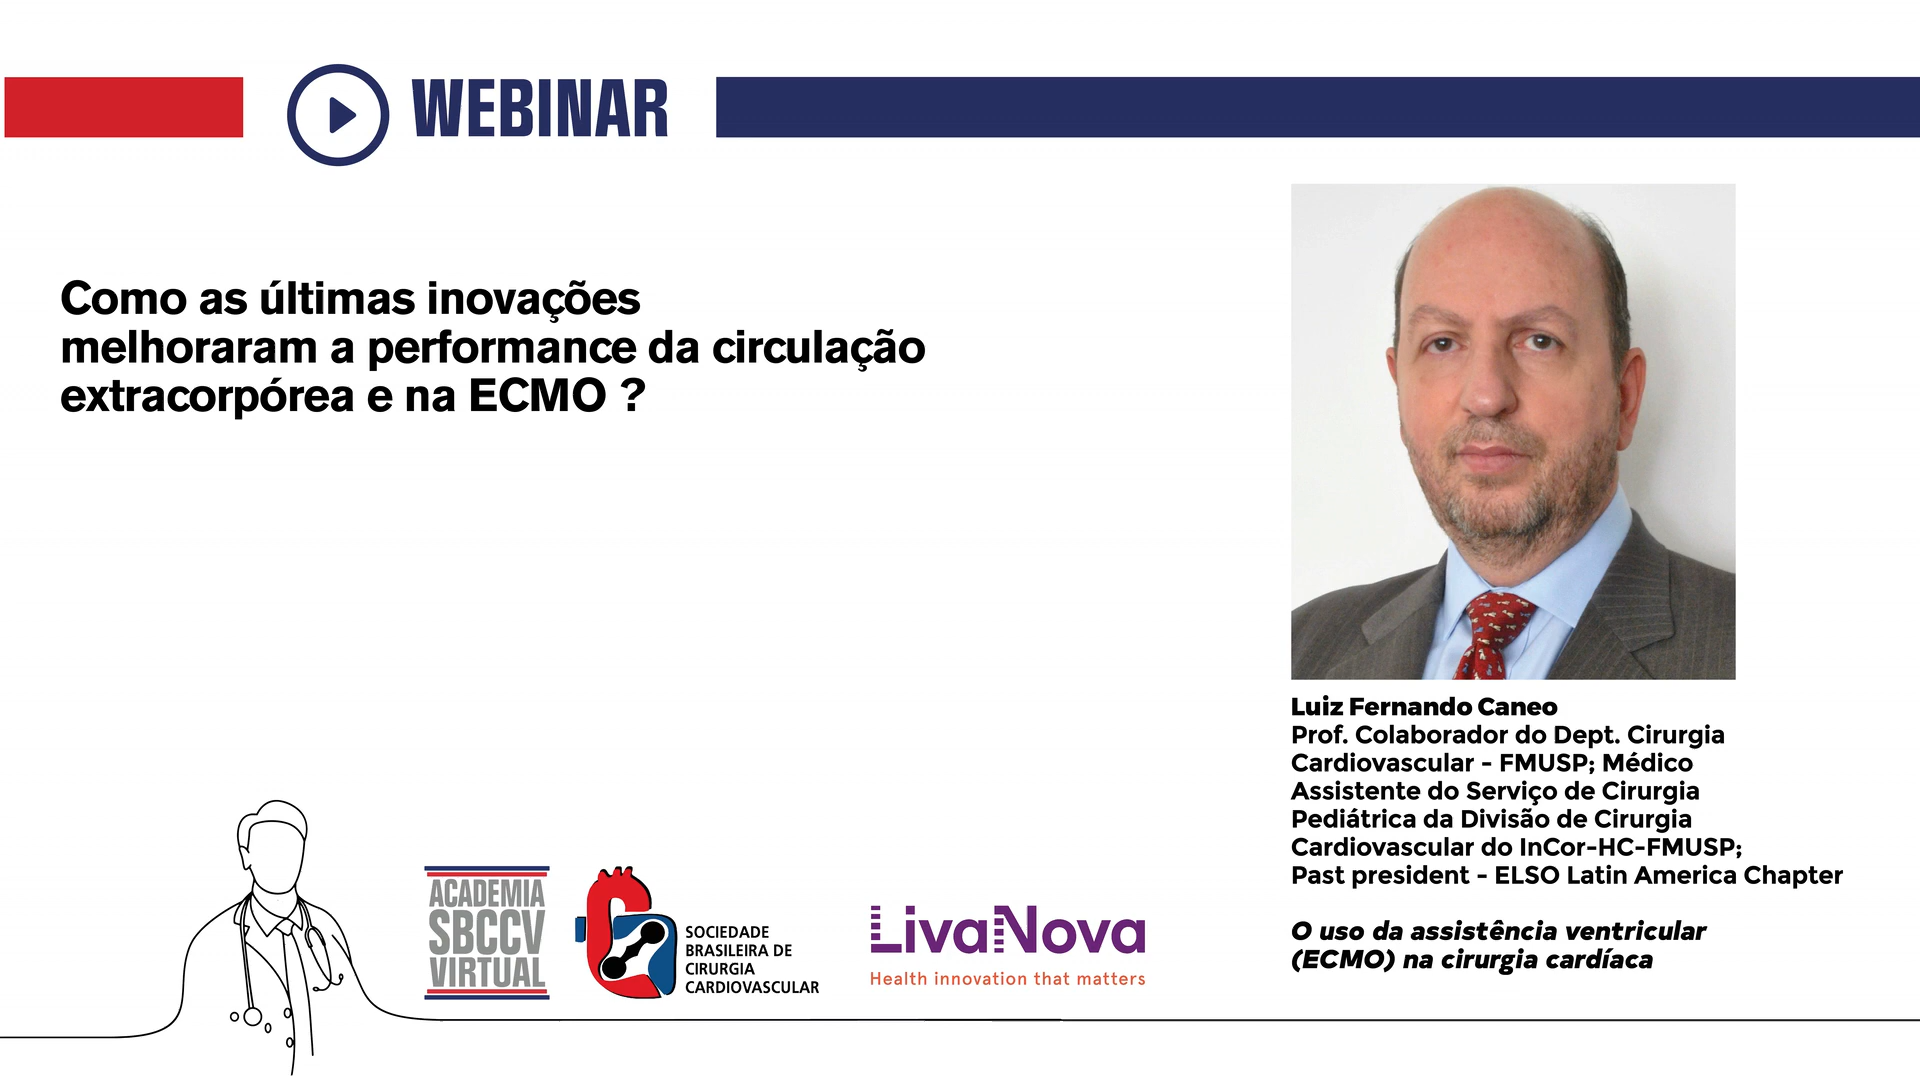 WEBINAR
Como as últimas inovações
melhoraram a performance da circulação
extracorpórea e na ECMO ?
Luiz Fernando Caneo
Prof. Colaborador do Dept. Cirurgia
Cardiovascular - FMUSP; Médico
Assistente do Serviço de Cirurgia
Pediátrica da Divisão de Cirurgia
Cardiovascular do InCor-HC-FMUSP;
Past president - ELSO Latin America Chapter
O uso da assistência ventricular
(ECMO) na cirurgia cardíaca
ACADEMIA
SBCCV
VIRTUAL
SOCIEDADE
BRASILEIRA DE
CIRURGIA
CARDIOVASCULAR
LivaNova
Health innovation that matters